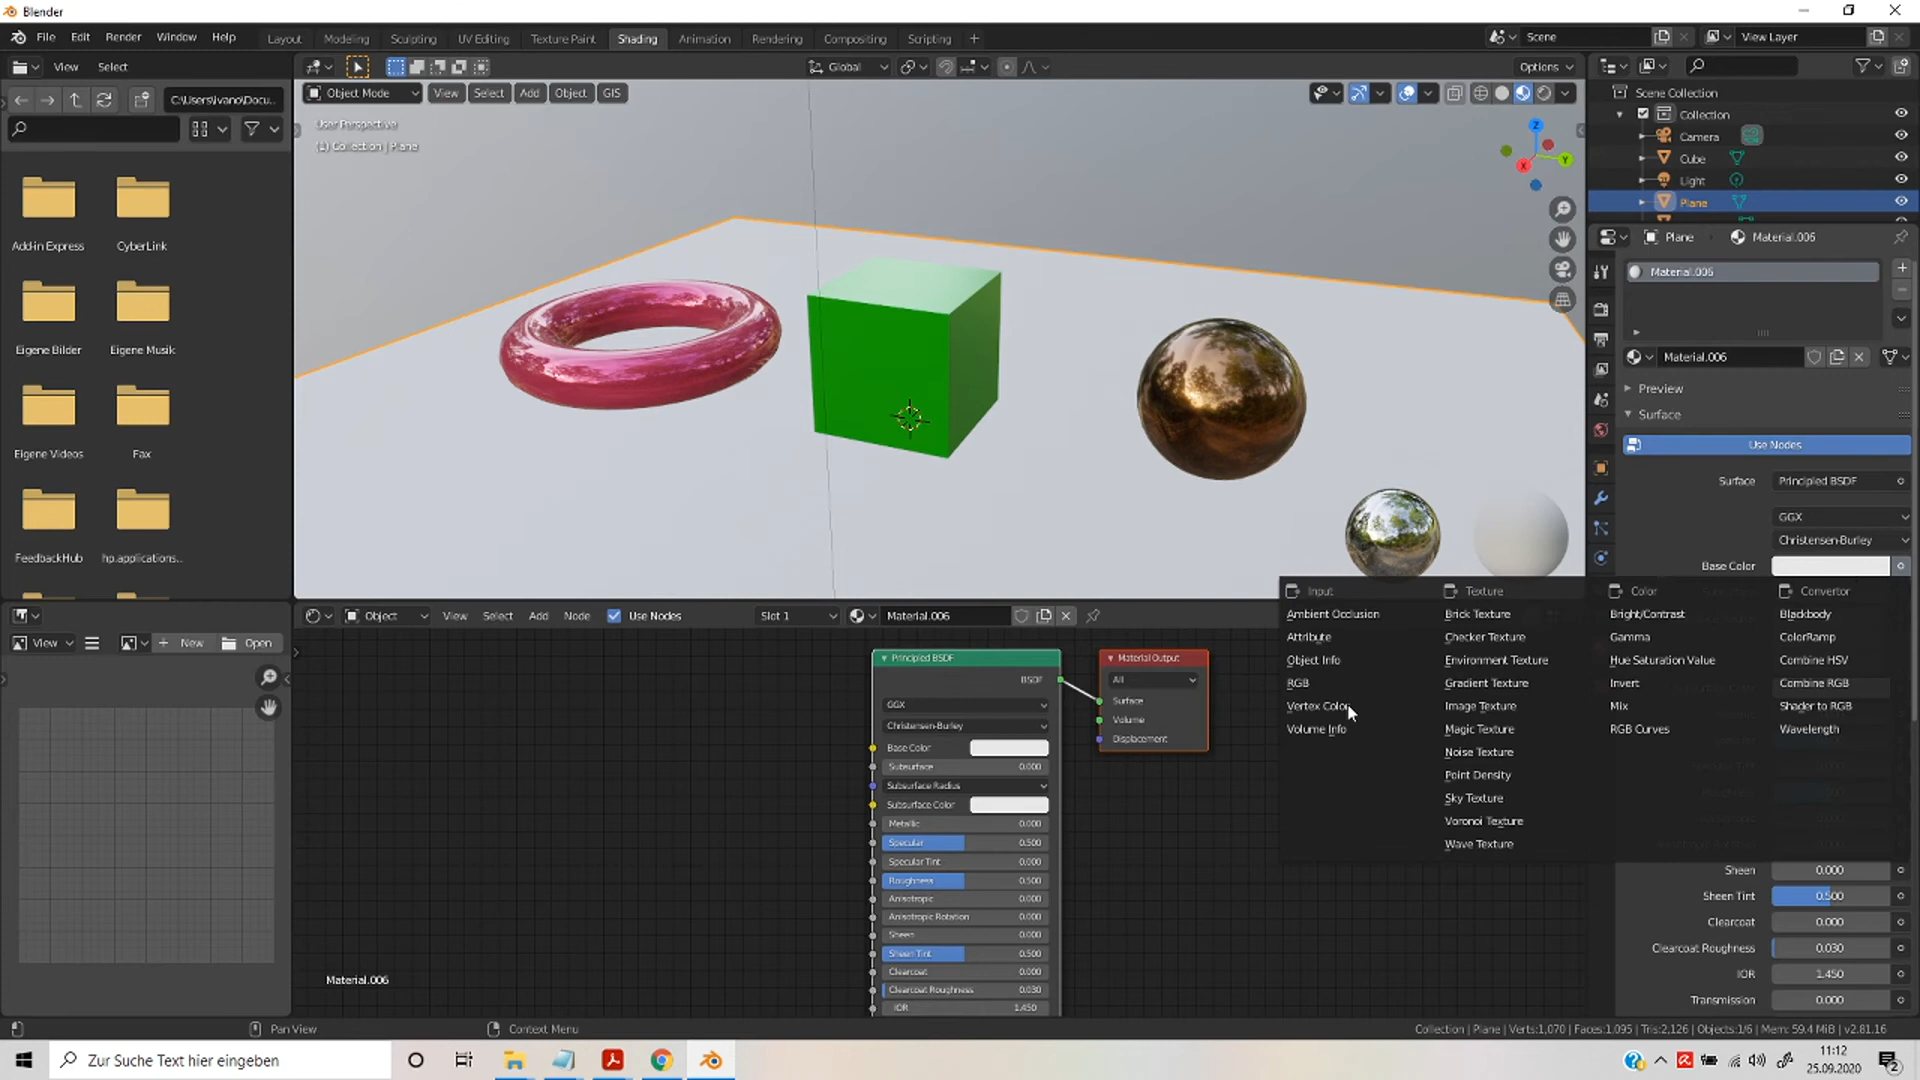 Blender
File Edit Render Window Help
Layout Modeling Sculpting UV Editing Texture Paint Shading Animation Rendering Compositing Scripting +
Scene View Layer
View Select
Global
Options
C:\Users\Ivano\Docu...
Object Mode View Select Add Object GIS
User Perspective
(1) Collection | Plane
Z
Y
X
Scene Collection
Collection
Camera
Cube
Light
Plane
Add-in Express CyberLink
Eigene Bilder Eigene Musik
Eigene Videos Fax
FeedbackHub hp.applications...
Plane Material.006
Material.006
Material.006
Preview
Surface
Use Nodes
Surface Principled BSDF
GGX
Christensen-Burley
Base Color
Input Texture Color Convertor
Ambient Occlusion Brick Texture Bright/Contrast Blackbody
Attribute Checker Texture Gamma ColorRamp
Object Info Environment Texture Hue Saturation Value Combine HSV
RGB Gradient Texture Invert Combine RGB
Vertex Color Image Texture Mix Shader to RGB
Volume Info Magic Texture RGB Curves Wavelength
Noise Texture
Point Density
Sky Texture
Voronoi Texture
Wave Texture
Sheen 0.000
Sheen Tint 0.500
Clearcoat 0.000
Clearcoat Roughness 0.030
IOR 1.450
Transmission 0.000
Object View Select Add Node Use Nodes Slot 1 Material.006
View New Open
Principled BSDF
BSDF
GGX
Christensen-Burley
Base Color
Subsurface 0.000
Subsurface Radius
Subsurface Color
Metallic 0.000
Specular 0.500
Specular Tint 0.000
Roughness 0.500
Anisotropic 0.000
Anisotropic Rotation 0.000
Sheen 0.000
Sheen Tint 0.500
Clearcoat 0.000
Clearcoat Roughness 0.030
IOR 1.450
Material Output
All
Surface
Volume
Displacement
Material.006
Pan View Context Menu
Collection | Plane | Verts:1,070 | Faces:1,095 | Tris:2,126 | Objects:1/6 | Mem: 59.4 MiB | v2.81.16
Zur Suche Text hier eingeben
11:12
25.09.2020
2